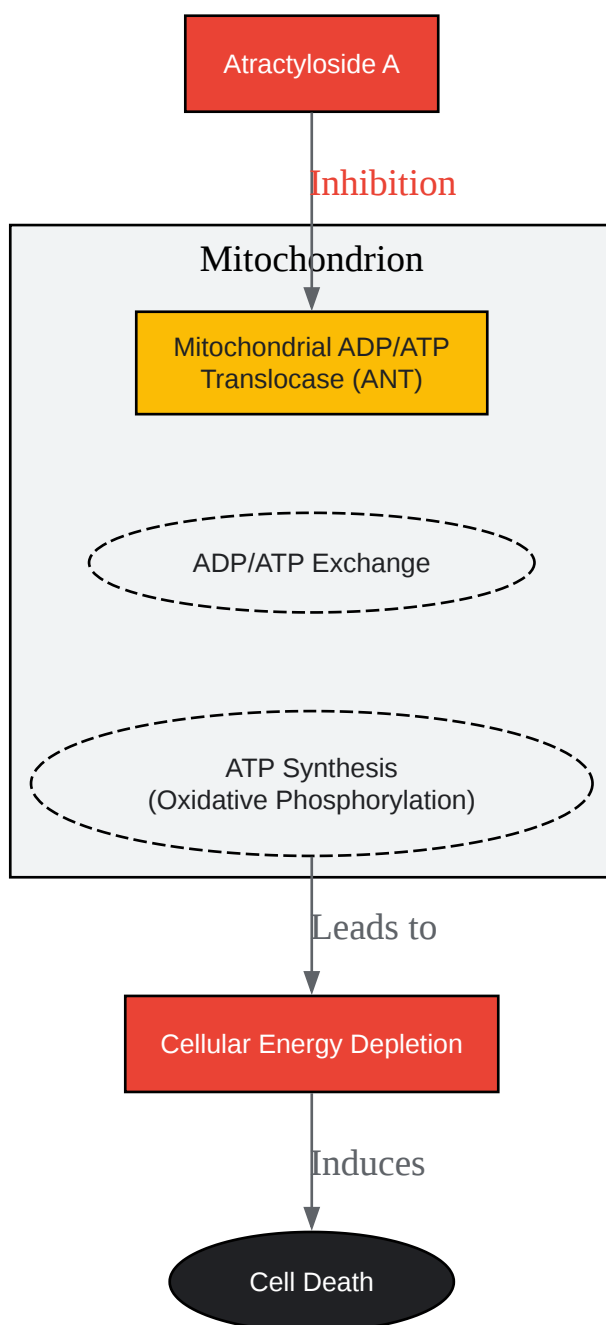 Atractyloside A
Inhibition
Mitochondrion
Mitochondrial ADP/ATP
Translocase (ANT)
ADP/ATP Exchange
ATP Synthesis
(Oxidative Phosphorylation)
Leads to
Cellular Energy Depletion
Induces
Cell Death